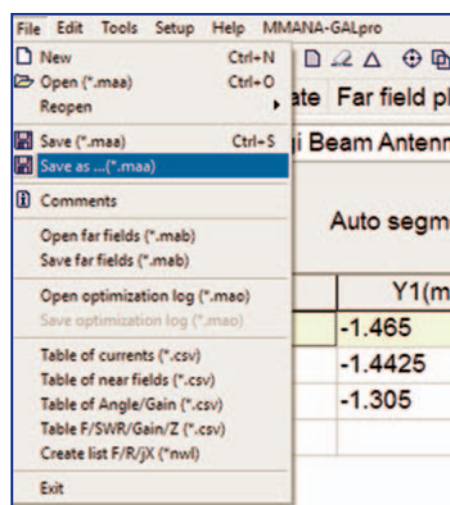 File Edit Tools Setup Help MMANA-GALpro
New Ctrl+N
Open (*.maa) Ctrl+O
Reopen
Save (*.maa) Ctrl+S
Save as ...(*.maa)
Comments
Open far fields (*.mab)
Save far fields (*.mab)
Open optimization log (*.mao)
Save optimization log (*.mao)
Table of currents (*.csv)
Table of near fields (*.csv)
Table of Angle/Gain (*.csv)
Table F/SWR/Gain/Z (*.csv)
Create list F/R/jX (*nwl)
Exit
ate Far field pl
gi Beam Antenn
Auto segm
Y1(m
-1.465
-1.4425
-1.305